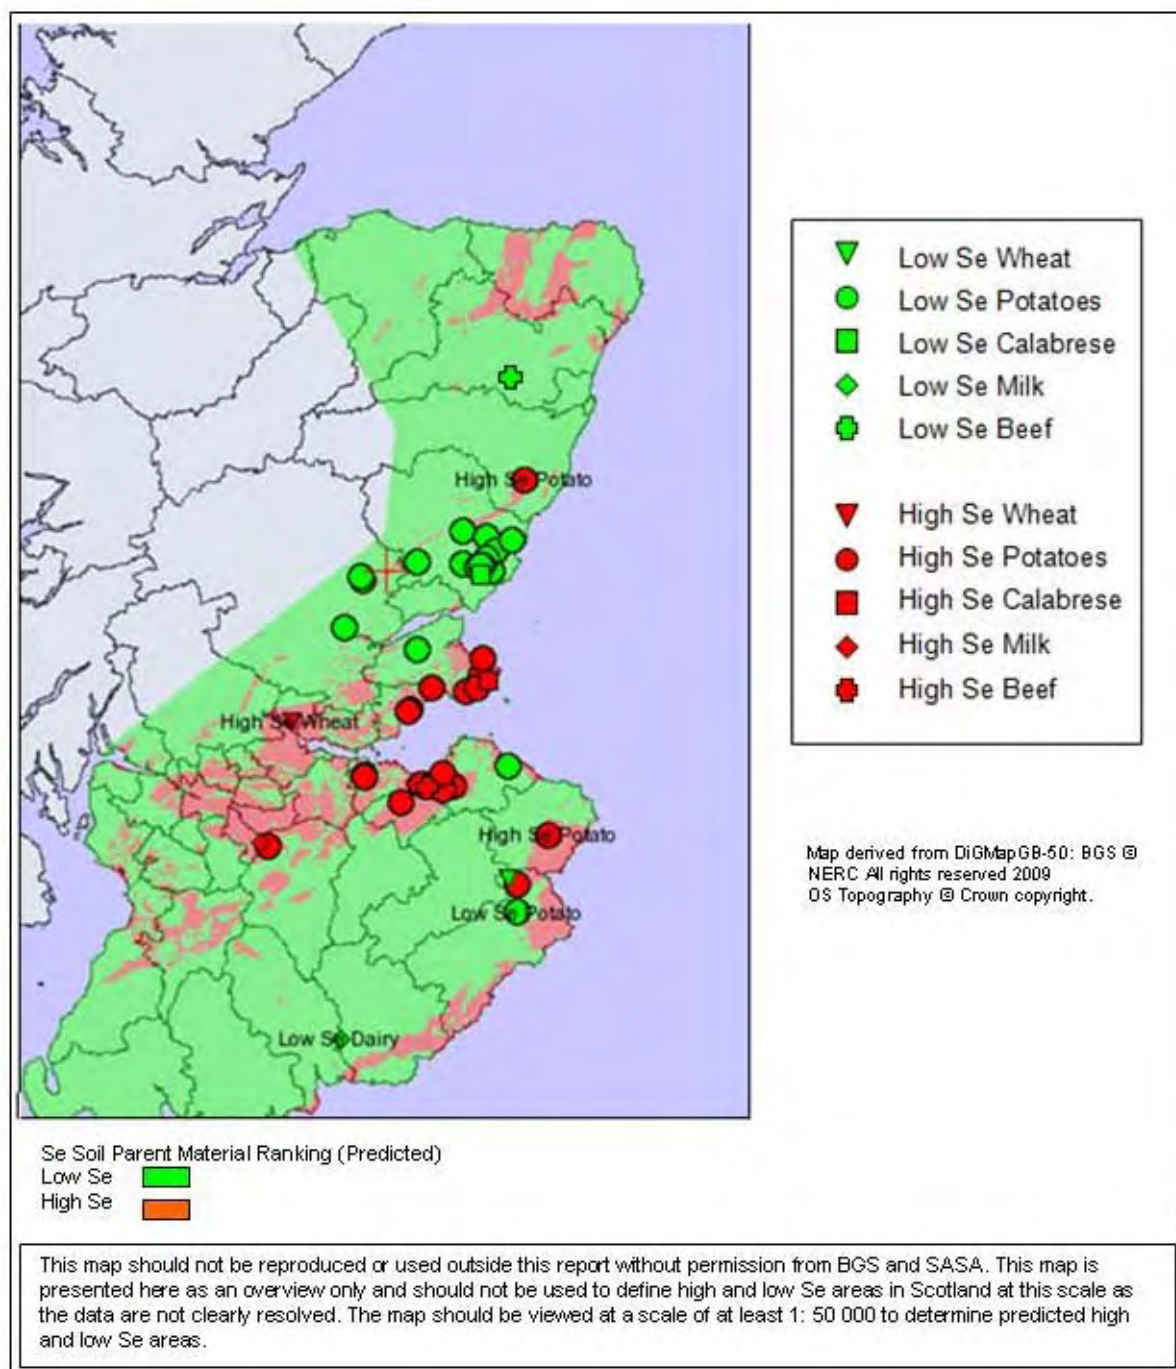 Low Se Wheat
Low Se Potatoes
Low Se Calabrese
Low Se Milk
Low Se Beef
High Se Wheat
High Se Potatoes
High Se Calabrese
High Se Milk
High Se Beef
High Se Potato
High Se Wheat
High Se Potato
Low Se Potato
Low Se Dairy
Map derived from DiGMapGB-50: BGS ©
NERC All rights reserved 2009
OS Topography © Crown copyright.
Se Soil Parent Material Ranking (Predicted)
Low Se
High Se
This map should not be reproduced or used outside this report without permission from BGS and SASA. This map is
presented here as an overview only and should not be used to define high and low Se areas in Scotland at this scale as
the data are not clearly resolved. The map should be viewed at a scale of at least 1: 50 000 to determine predicted high
and low Se areas.